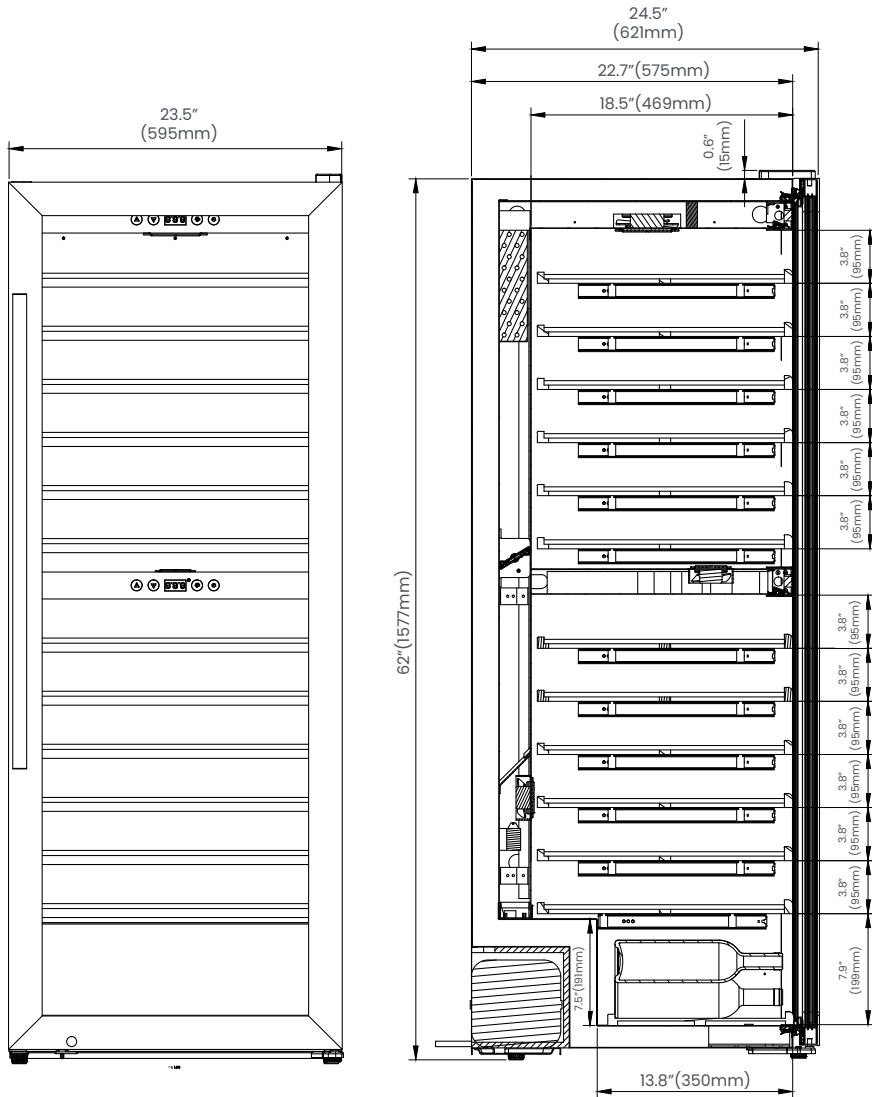 24.5"
(621mm)
22.7"(575mm)
18.5"(469mm)
23.5"
(595mm)
0.6"
(15mm)
3.8"
(95mm)
3.8"
(95mm)
3.8"
(95mm)
3.8"
(95mm)
3.8"
(95mm)
3.8"
(95mm)
62"(1577mm)
3.8"
(95mm)
3.8"
(95mm)
3.8"
(95mm)
3.8"
(95mm)
3.8"
(95mm)
3.8"
(95mm)
7.5"(191mm)
7.9"
(199mm)
13.8"(350mm)